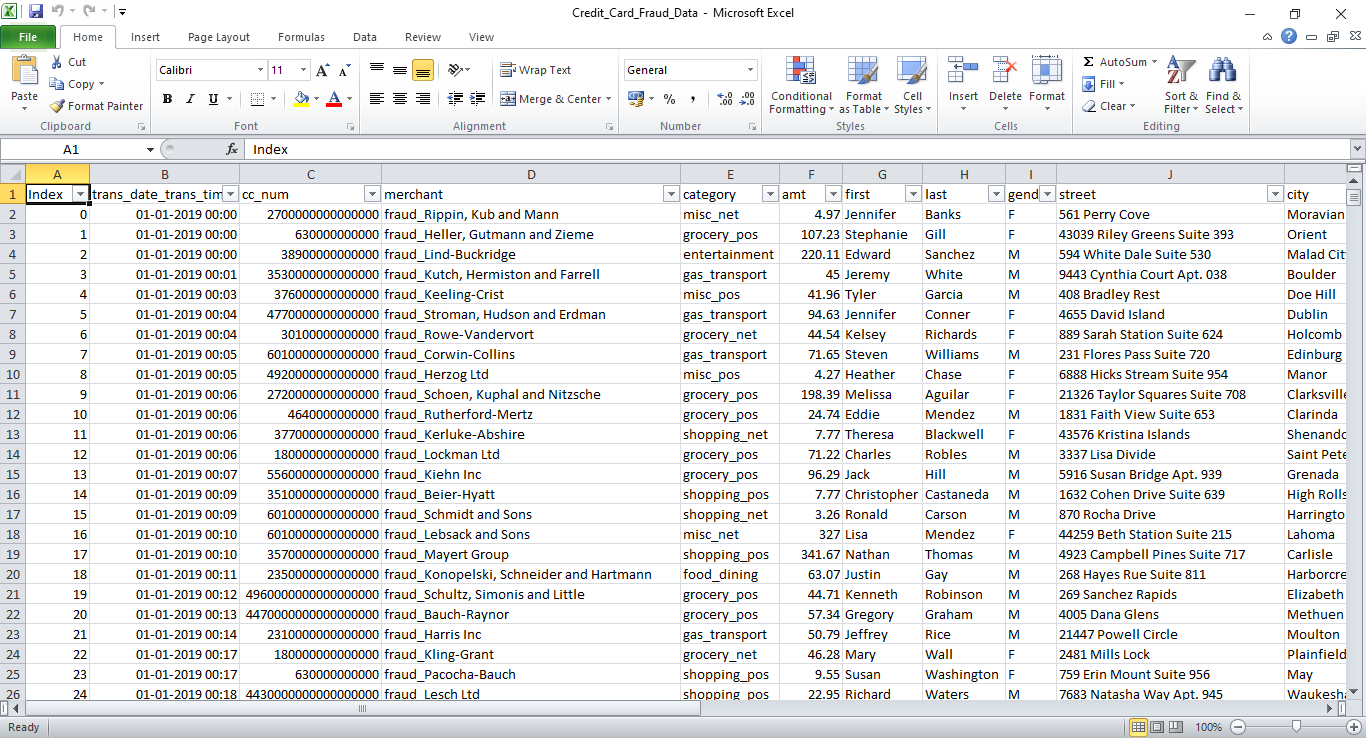 Credit_Card_Fraud_Data - Microsoft Excel
File Home Insert Page Layout Formulas Data Review View
Paste Cut Copy Format Painter Clipboard
Calibri 11 B I U Font
Wrap Text Merge & Center Alignment
General % , Number
Conditional Formatting Format as Table Cell Styles Styles
Insert Delete Format Cells
Σ AutoSum Fill Clear Sort & Filter Find & Select Editing
A1 fx Index
A B C D E F G H I J
1 Index trans_date_trans_tim cc_num merchant category amt first last gend street city
2 0 01-01-2019 00:00 2700000000000000 fraud_Rippin, Kub and Mann misc_net 4.97 Jennifer Banks F 561 Perry Cove Moravian
3 1 01-01-2019 00:00 630000000000 fraud_Heller, Gutmann and Zieme grocery_pos 107.23 Stephanie Gill F 43039 Riley Greens Suite 393 Orient
4 2 01-01-2019 00:00 38900000000000 fraud_Lind-Buckridge entertainment 220.11 Edward Sanchez M 594 White Dale Suite 530 Malad Cit
5 3 01-01-2019 00:01 3530000000000000 fraud_Kutch, Hermiston and Farrell gas_transport 45 Jeremy White M 9443 Cynthia Court Apt. 038 Boulder
6 4 01-01-2019 00:03 376000000000000 fraud_Keeling-Crist misc_pos 41.96 Tyler Garcia M 408 Bradley Rest Doe Hill
7 5 01-01-2019 00:04 4770000000000000 fraud_Stroman, Hudson and Erdman gas_transport 94.63 Jennifer Conner F 4655 David Island Dublin
8 6 01-01-2019 00:04 30100000000000 fraud_Rowe-Vandervort grocery_net 44.54 Kelsey Richards F 889 Sarah Station Suite 624 Holcomb
9 7 01-01-2019 00:05 6010000000000000 fraud_Corwin-Collins gas_transport 71.65 Steven Williams M 231 Flores Pass Suite 720 Edinburg
10 8 01-01-2019 00:05 4920000000000000 fraud_Herzog Ltd misc_pos 4.27 Heather Chase F 6888 Hicks Stream Suite 954 Manor
11 9 01-01-2019 00:06 2720000000000000 fraud_Schoen, Kuphal and Nitzsche grocery_pos 198.39 Melissa Aguilar F 21326 Taylor Squares Suite 708 Clarksville
12 10 01-01-2019 00:06 4640000000000 fraud_Rutherford-Mertz grocery_pos 24.74 Eddie Mendez M 1831 Faith View Suite 653 Clarinda
13 11 01-01-2019 00:06 377000000000000 fraud_Kerluke-Abshire shopping_net 7.77 Theresa Blackwell F 43576 Kristina Islands Shenando
14 12 01-01-2019 00:06 180000000000000 fraud_Lockman Ltd grocery_pos 71.22 Charles Robles M 3337 Lisa Divide Saint Pete
15 13 01-01-2019 00:07 5560000000000000 fraud_Kiehn Inc grocery_pos 96.29 Jack Hill M 5916 Susan Bridge Apt. 939 Grenada
16 14 01-01-2019 00:09 3510000000000000 fraud_Beier-Hyatt shopping_pos 7.77 Christopher Castaneda M 1632 Cohen Drive Suite 639 High Rolls
17 15 01-01-2019 00:09 6010000000000000 fraud_Schmidt and Sons shopping_net 3.26 Ronald Carson M 870 Rocha Drive Harringto
18 16 01-01-2019 00:10 6010000000000000 fraud_Lebsack and Sons misc_net 327 Lisa Mendez F 44259 Beth Station Suite 215 Lahoma
19 17 01-01-2019 00:10 3570000000000000 fraud_Mayert Group shopping_pos 341.67 Nathan Thomas M 4923 Campbell Pines Suite 717 Carlisle
20 18 01-01-2019 00:11 2350000000000000 fraud_Konopelski, Schneider and Hartmann food_dining 63.07 Justin Gay M 268 Hayes Rue Suite 811 Harborcre
21 19 01-01-2019 00:12 4960000000000000000 fraud_Schultz, Simonis and Little grocery_pos 44.71 Kenneth Robinson M 269 Sanchez Rapids Elizabeth
22 20 01-01-2019 00:13 4470000000000000000 fraud_Bauch-Raynor grocery_pos 57.34 Gregory Graham M 4005 Dana Glens Methuen
23 21 01-01-2019 00:14 2310000000000000 fraud_Harris Inc gas_transport 50.79 Jeffrey Rice M 21447 Powell Circle Moulton
24 22 01-01-2019 00:17 180000000000000 fraud_Kling-Grant grocery_net 46.28 Mary Wall F 2481 Mills Lock Plainfield
25 23 01-01-2019 00:17 630000000000 fraud_Pacocha-Bauch shopping_pos 9.55 Susan Washington F 759 Erin Mount Suite 956 May
26 24 01-01-2019 00:18 4430000000000000000 fraud_Lesch Ltd shopping_pos 22.95 Richard Waters M 7683 Natasha Way Apt. 945 Waukesha
Ready 100%